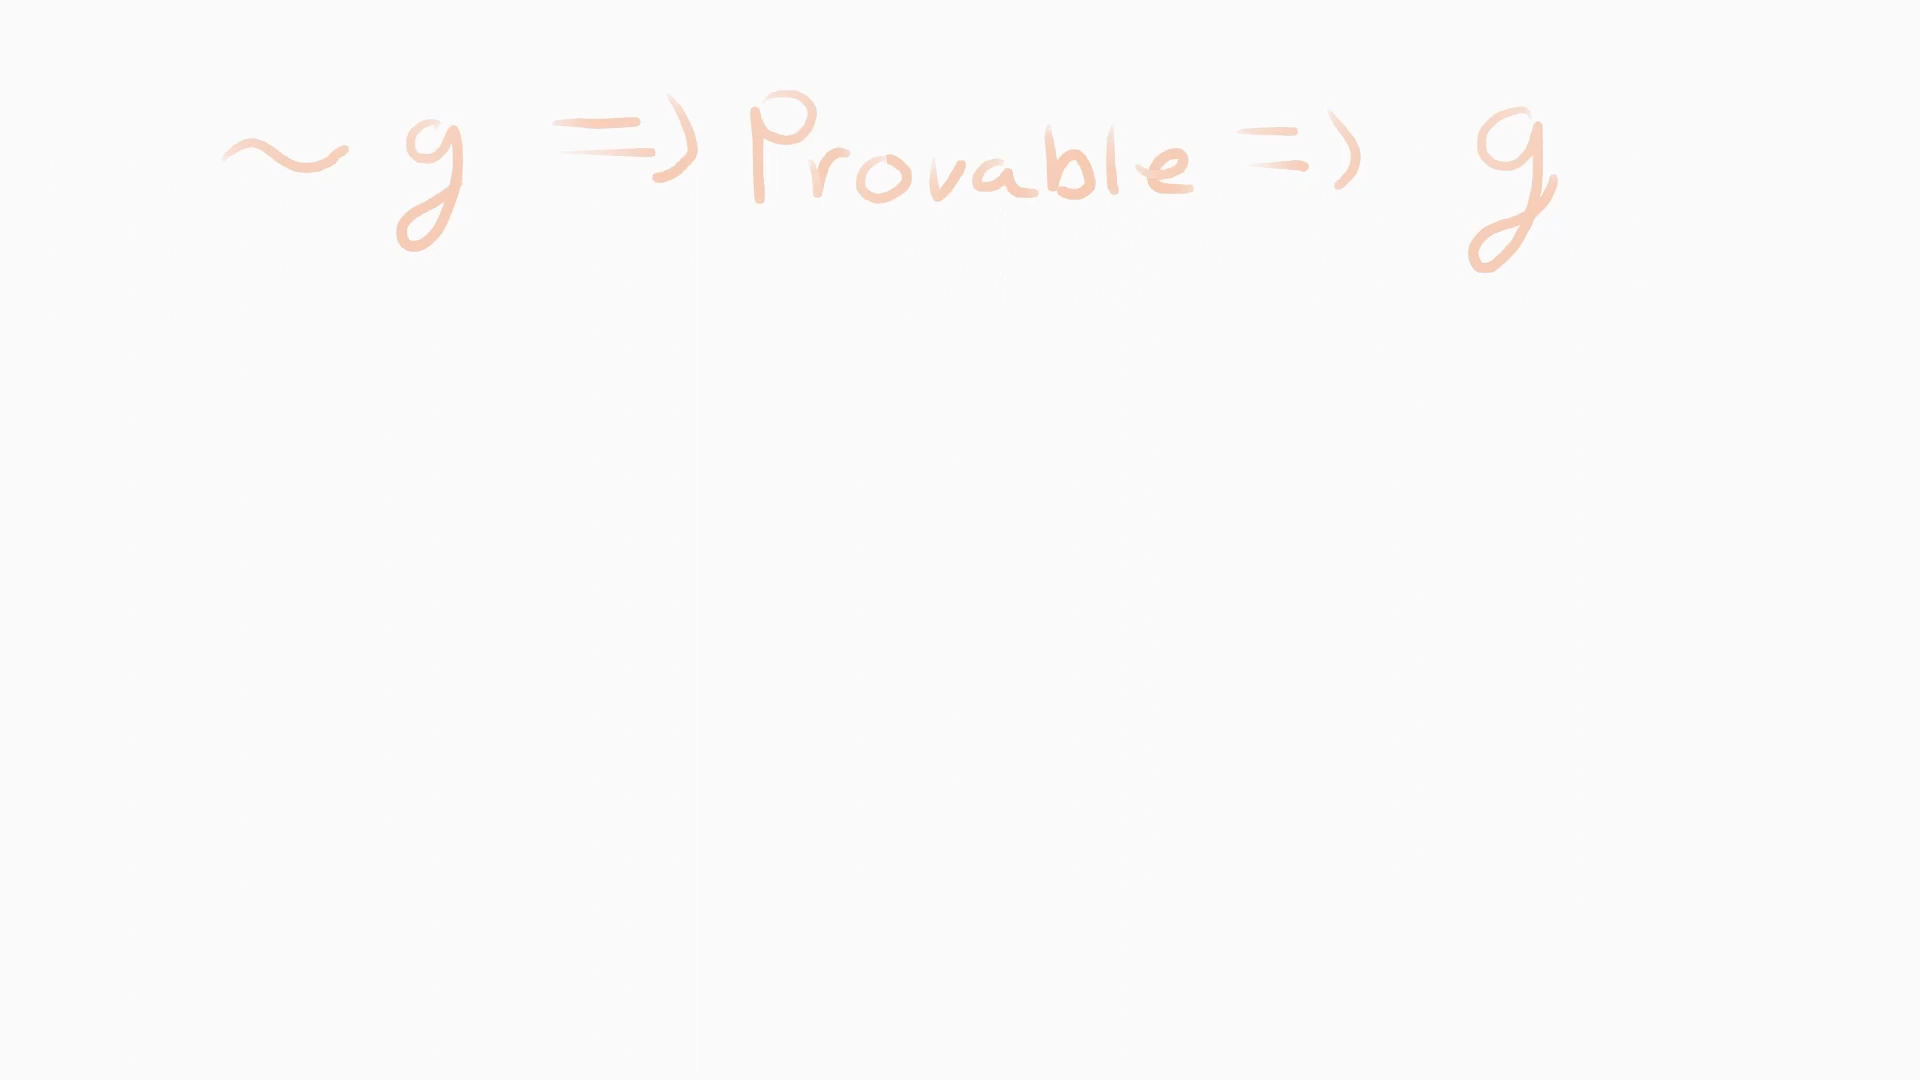 ~ g => Provable => g